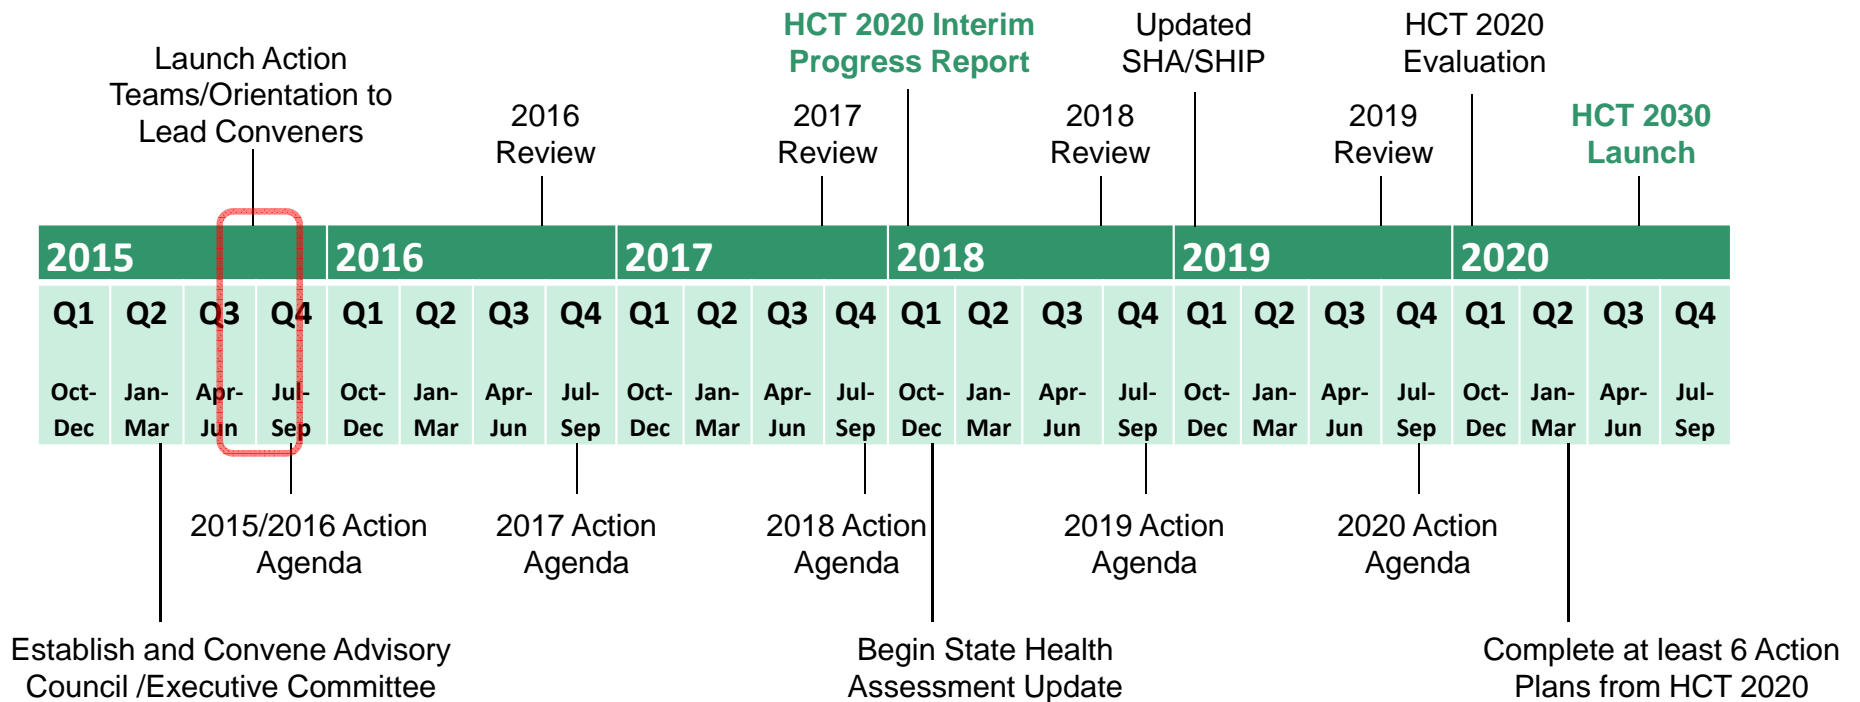 Launch Action
Teams/Orientation to
Lead Conveners
2016
Review
2017
Review
HCT 2020 Interim
Progress Report
2018
Review
Updated
SHA/SHIP
2019
Review
HCT 2020
Evaluation
HCT 2030
Launch
2015 2016 2017 2018 2019 2020
Q1 Q2 Q3 Q4 Q1 Q2 Q3 Q4 Q1 Q2 Q3 Q4 Q1 Q2 Q3 Q4 Q1 Q2 Q3 Q4 Q1 Q2 Q3 Q4
Oct- Jan- Apr- Jul- Oct- Jan- Apr- Jul- Oct- Jan- Apr- Jul- Oct- Jan- Apr- Jul- Oct- Jan- Apr- Jul- Oct- Jan- Apr- Jul-
Dec Mar Jun Sep Dec Mar Jun Sep Dec Mar Jun Sep Dec Mar Jun Sep Dec Mar Jun Sep Dec Mar Jun Sep
2015/2016 Action
Agenda
2017 Action
Agenda
2018 Action
Agenda
2019 Action
Agenda
2020 Action
Agenda
Establish and Convene Advisory
Council /Executive Committee
Begin State Health
Assessment Update
Complete at least 6 Action
Plans from HCT 2020